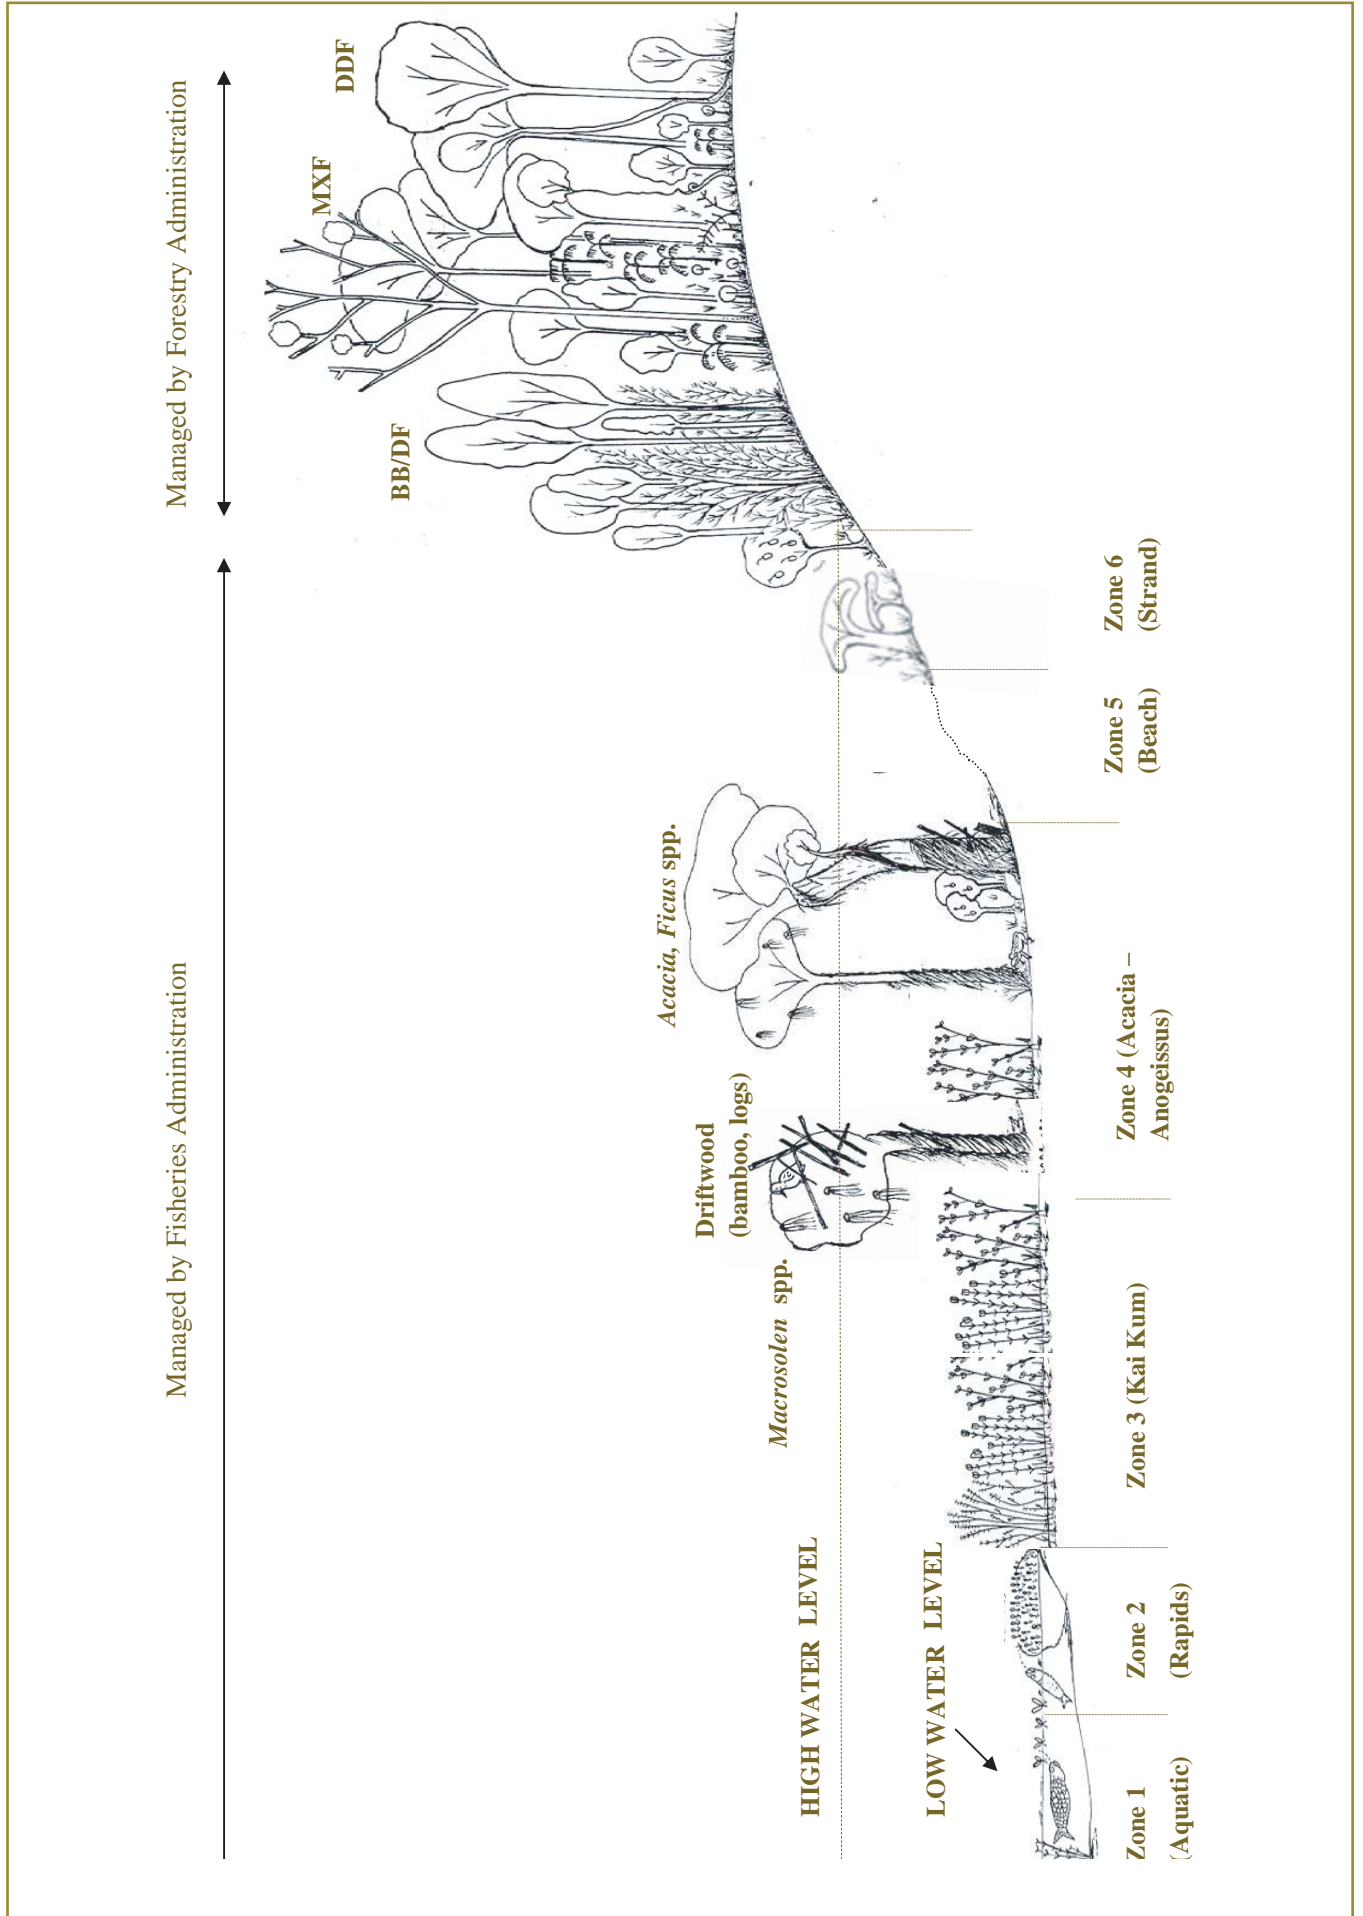 Managed by Fisheries Administration
Managed by Forestry Administration
DDF
MXF
BB/DF
Acacia, Ficus spp.
Driftwood
(bamboo, logs)
Macrosolen spp.
HIGH WATER LEVEL
LOW WATER LEVEL
Zone 1
(Aquatic)
Zone 2
(Rapids)
Zone 3 (Kai Kum)
Zone 4 (Acacia –
Anogeissus)
Zone 5
(Beach)
Zone 6
(Strand)